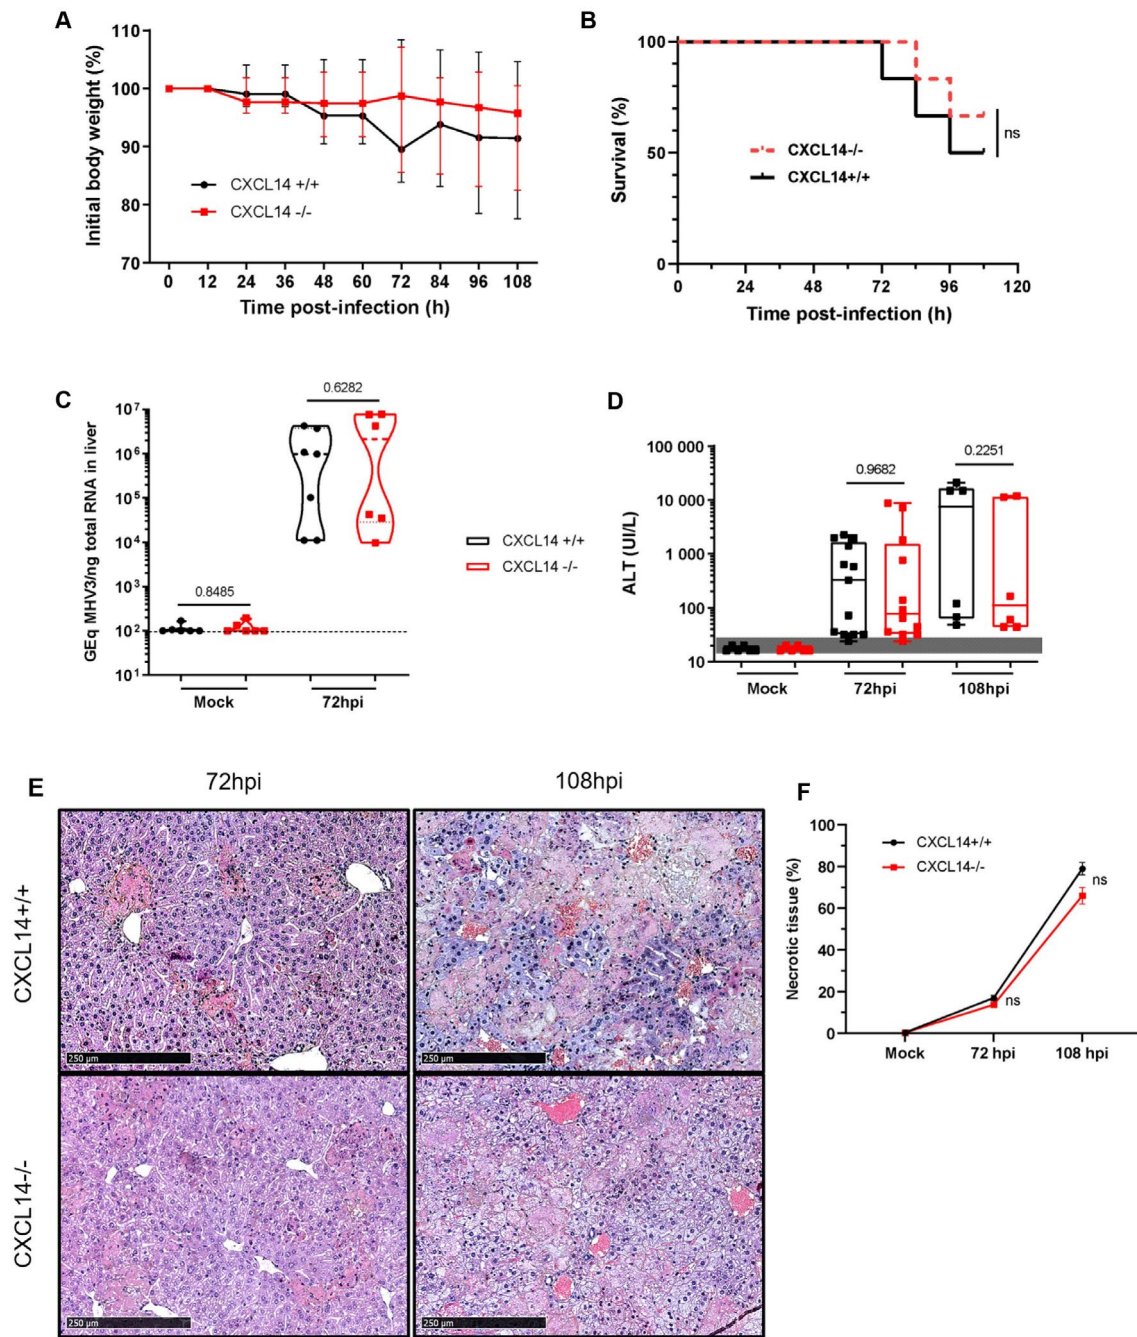 A
Initial body weight (%)
110
100
90
80
70
CXCL14 +/+
CXCL14 -/-
0 12 24 36 48 60 72 84 96 108
Time post-infection (h)
B
Survival (%)
100
50
0
CXCL14-/-
CXCL14+/+
ns
0 24 48 72 96 120
Time post-infection (h)
C
GEq MHV3/ng total RNA in liver
10⁷
10⁶
10⁵
10⁴
10³
10²
10¹
0.6282
0.8485
Mock 72hpi
CXCL14 +/+
CXCL14 -/-
D
ALT (UI/L)
100 000
10 000
1 000
100
10
0.9682
0.2251
Mock 72hpi 108hpi
E
72hpi 108hpi
CXCL14+/+
250 µm
250 µm
CXCL14-/-
250 µm
250 µm
F
Necrotic tissue (%)
100
80
60
40
20
0
CXCL14+/+
CXCL14-/-
ns
ns
Mock 72 hpi 108 hpi